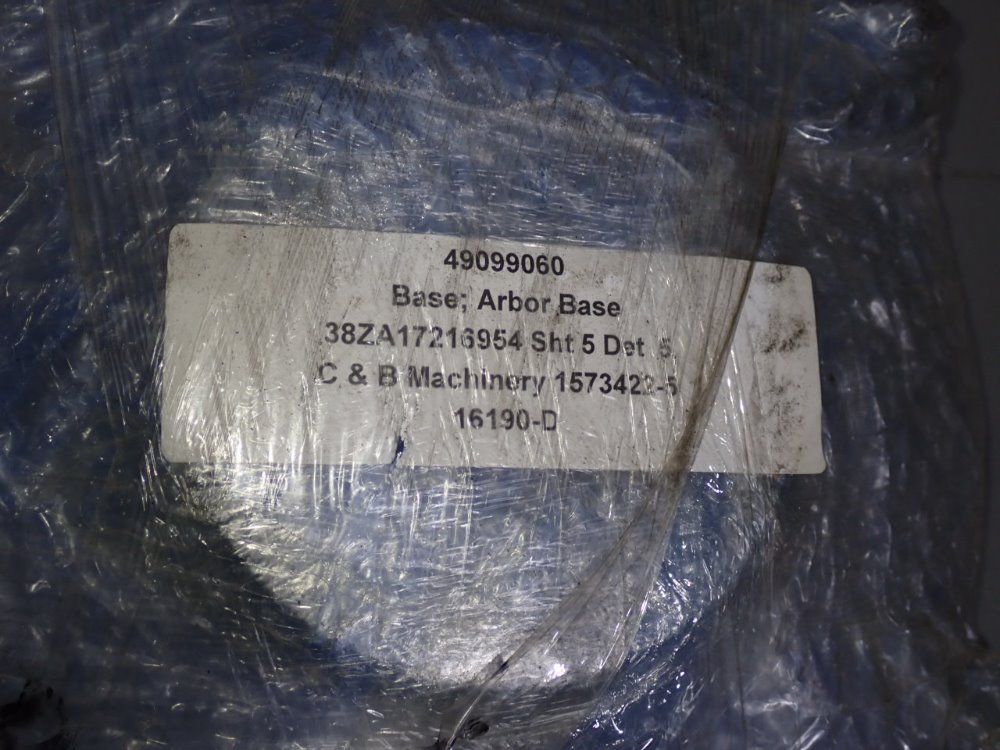 49099060
Base; Arbor Base
38ZA17216954 Sht 5 Det 5
C & B Machinery 1573422-5
16190-D